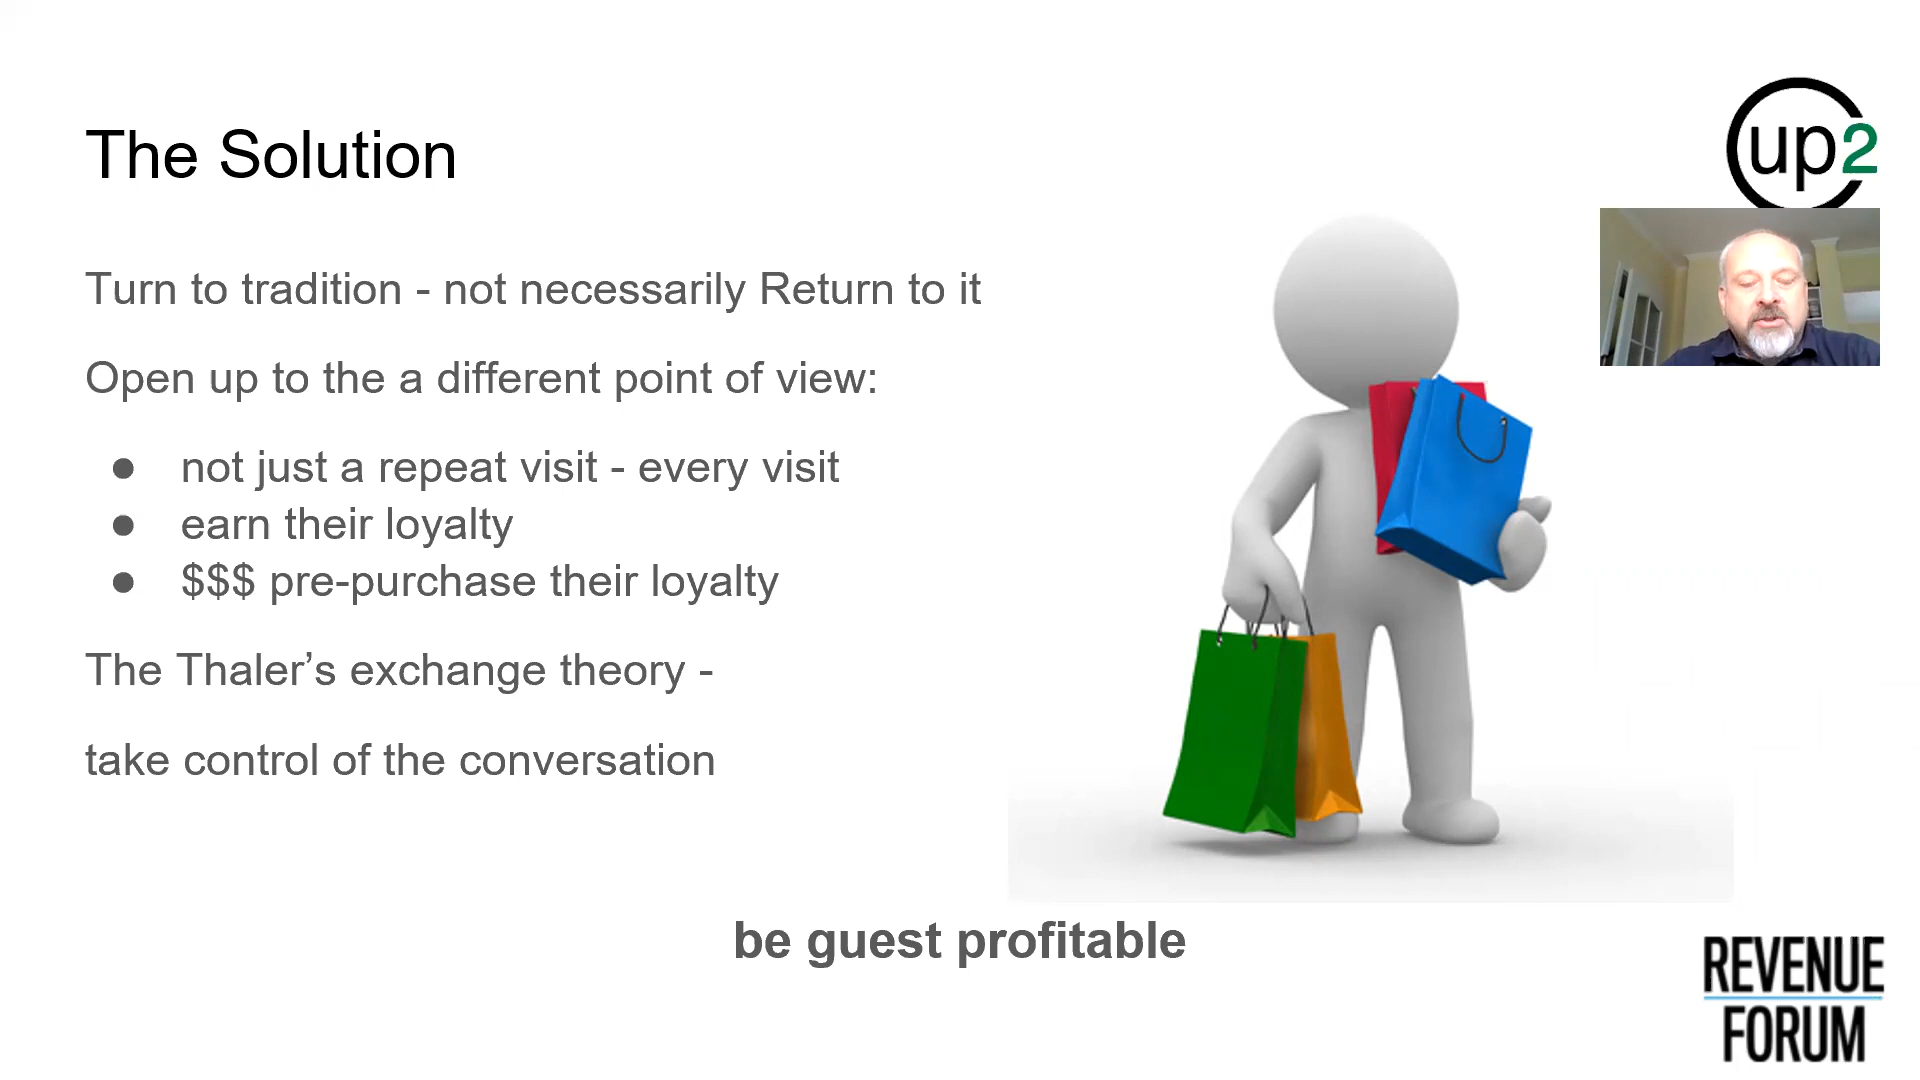 The Solution
up2
Turn to tradition - not necessarily Return to it
Open up to the a different point of view:
● not just a repeat visit - every visit
● earn their loyalty
● $$$ pre-purchase their loyalty
The Thaler’s exchange theory -
take control of the conversation
be guest profitable
REVENUE
FORUM